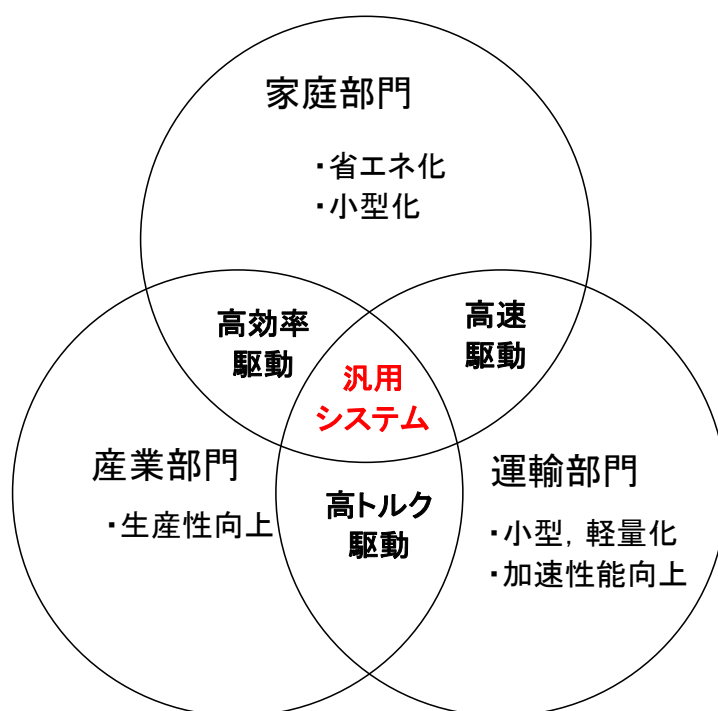 家庭部門
・省エネ化
・小型化
高効率
駆動
高速
駆動
汎用
システム
産業部門
・生産性向上
高トルク
駆動
運輸部門
・小型, 軽量化
・加速性能向上